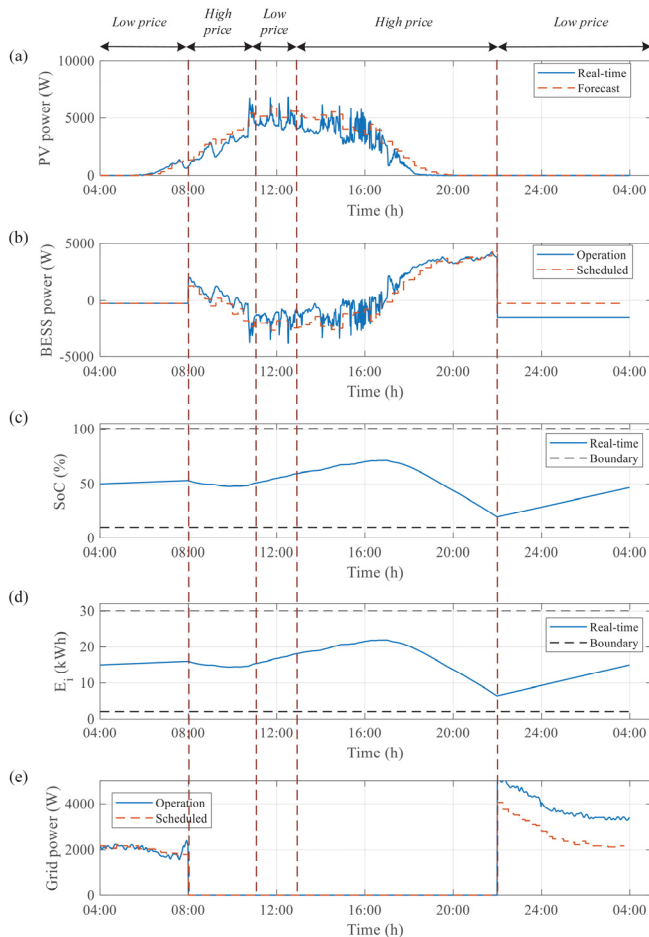 Low price
High
price
Low
price
High price
Low price
(a)
10000
5000
0
PV power (W)
Real-time
Forecast
04:00 08:00 12:00 16:00 20:00 24:00 04:00
Time (h)
(b)
5000
0
-5000
BESS power (W)
Operation
Scheduled
04:00 08:00 12:00 16:00 20:00 24:00 04:00
Time (h)
(c)
100
50
0
SoC (%)
Real-time
Boundary
04:00 08:00 12:00 16:00 20:00 24:00 04:00
Time (h)
(d)
30
20
10
0
Ei (kWh)
Real-time
Boundary
04:00 08:00 12:00 16:00 20:00 24:00 04:00
Time (h)
(e)
4000
2000
0
Grid power (W)
Operation
Scheduled
04:00 08:00 12:00 16:00 20:00 24:00 04:00
Time (h)